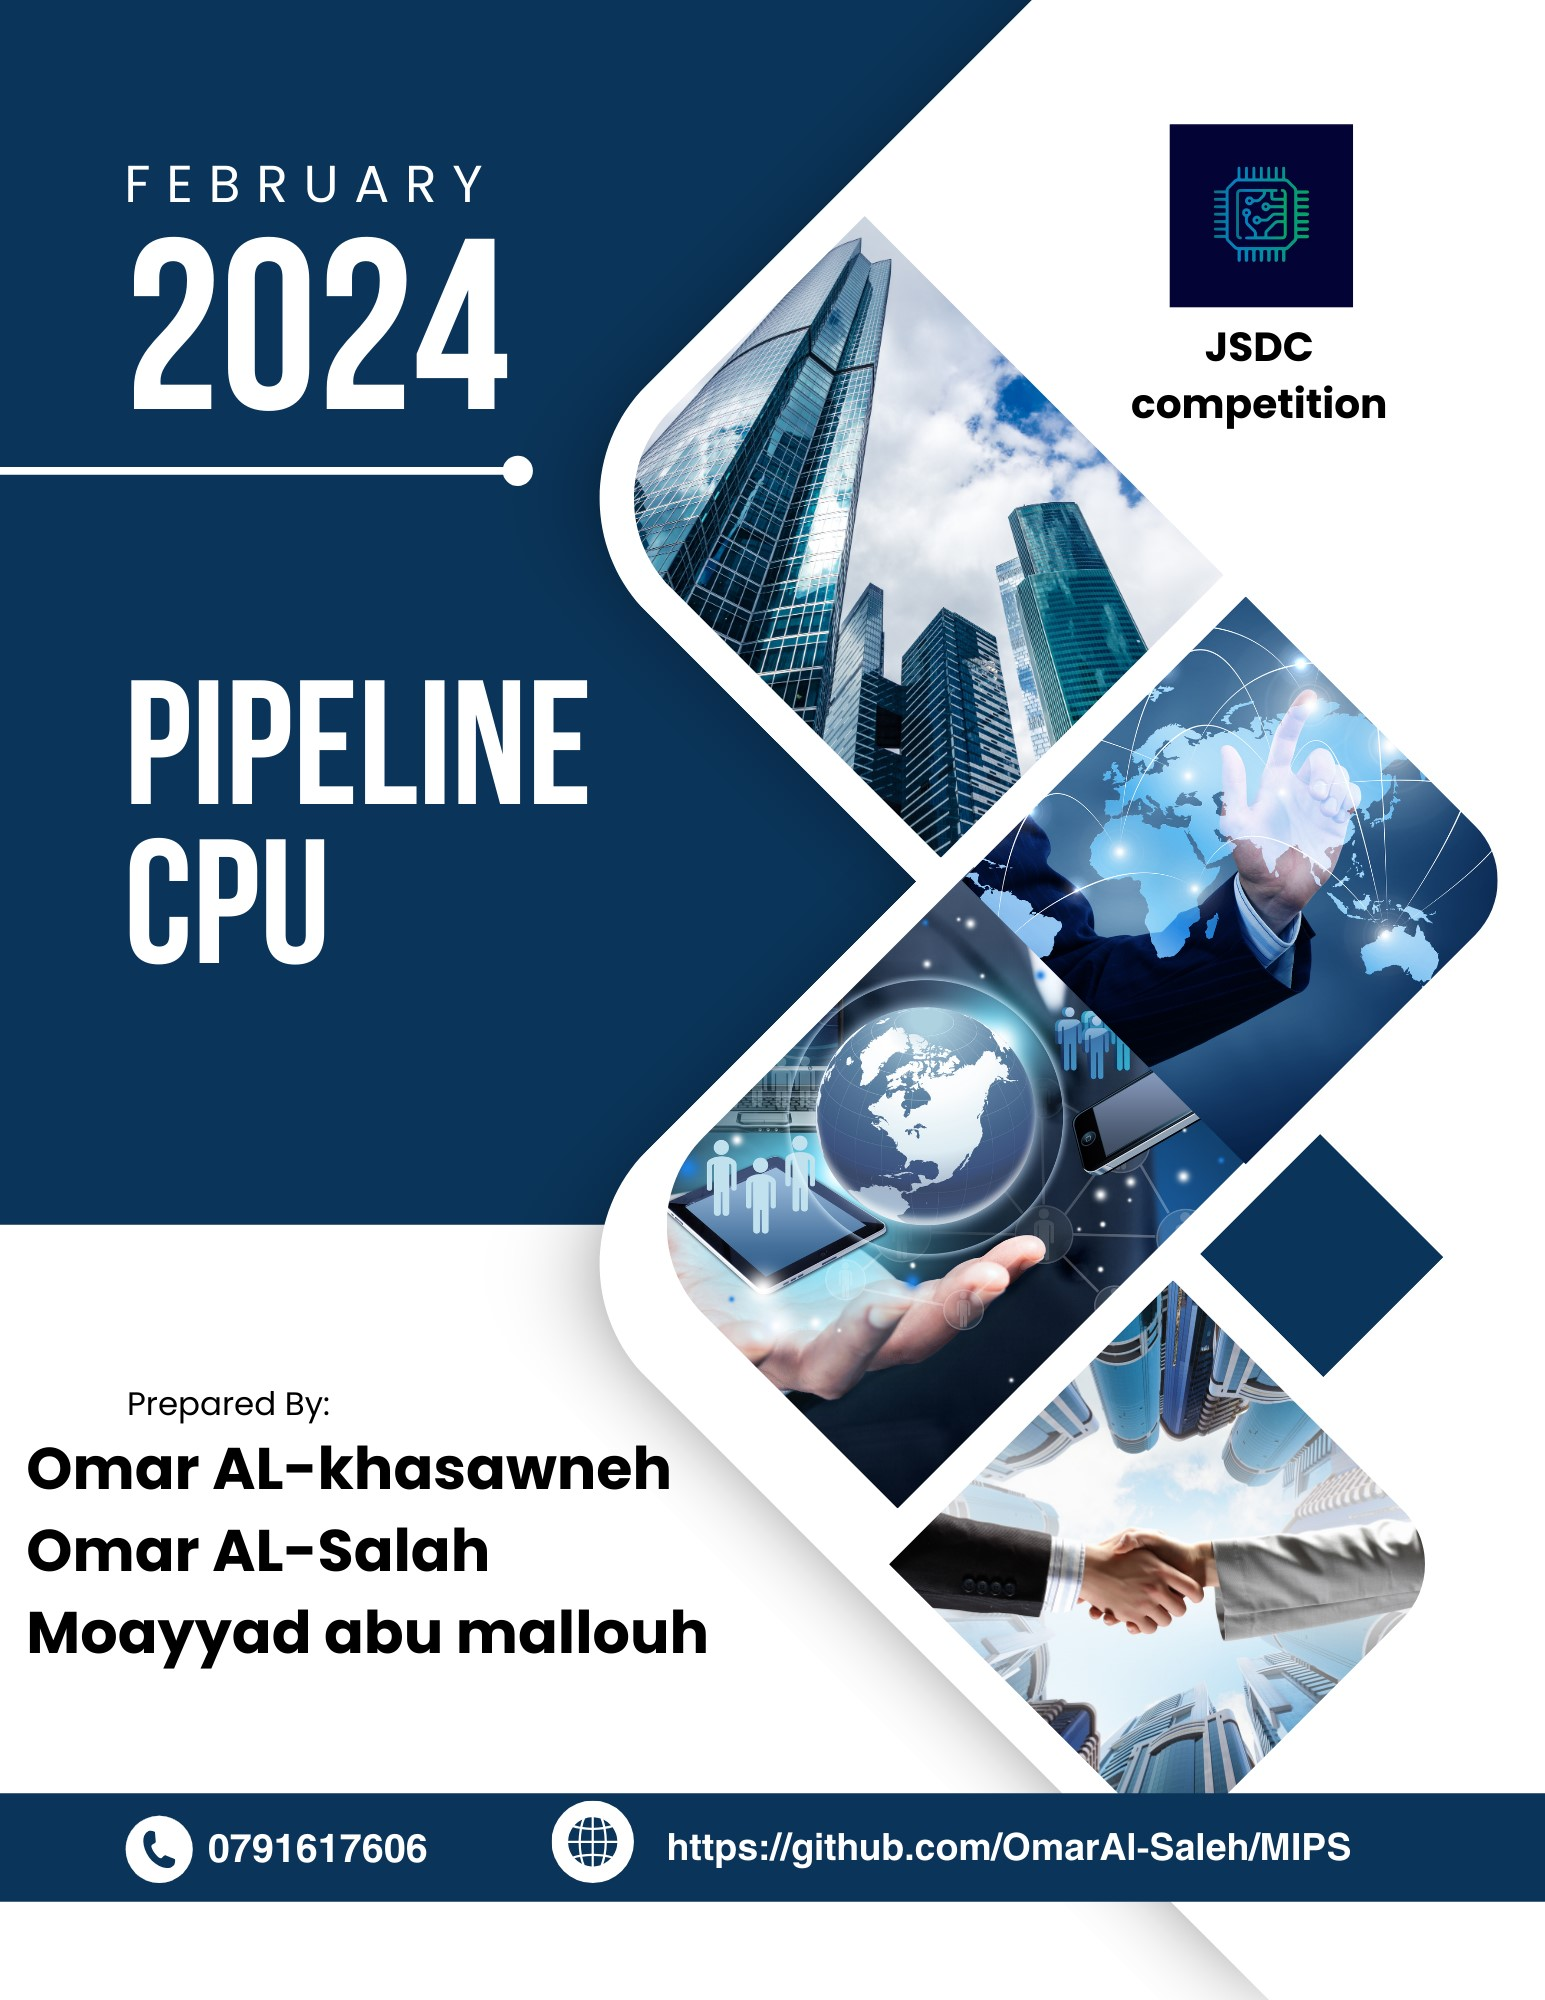 FEBRUARY
2024
JSDC
competition
PIPELINE
CPU
Prepared By:
Omar AL-khasawneh
Omar AL-Salah
Moayyad abu mallouh
0791617606
https://github.com/OmarAl-Saleh/MIPS